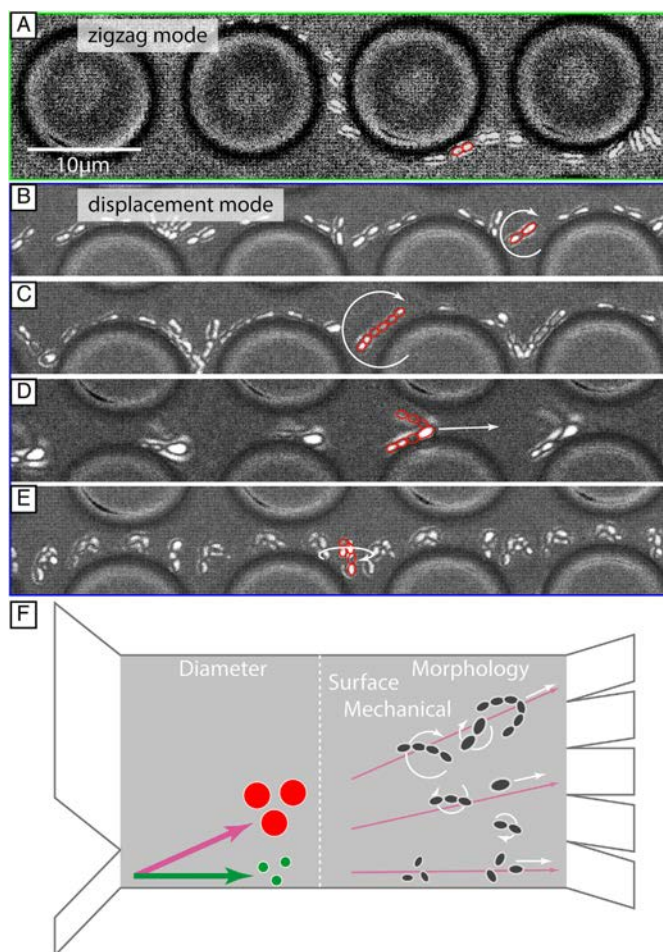 A
zigzag mode
10μm
B
displacement mode
C
D
E
F
Diameter
Morphology
Surface
Mechanical